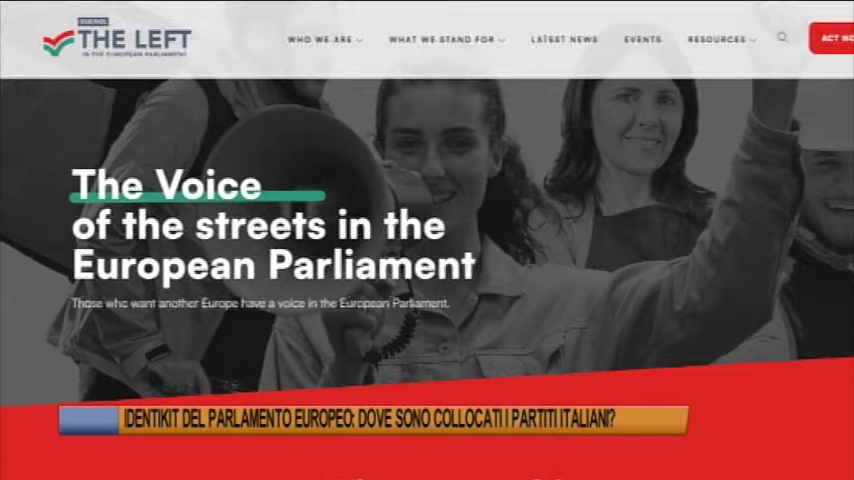 THE LEFT
IN THE EUROPEAN PARLIAMENT
WHO WE ARE
WHAT WE STAND FOR
LATEST NEWS
EVENTS
RESOURCES
ACT NO
The Voice
of the streets in the
European Parliament
Those who want another Europe have a voice in the European Parliament.
IDENTIKIT DEL PARLAMENTO EUROPEO: DOVE SONO COLLOCATI I PARTITI ITALIANI?